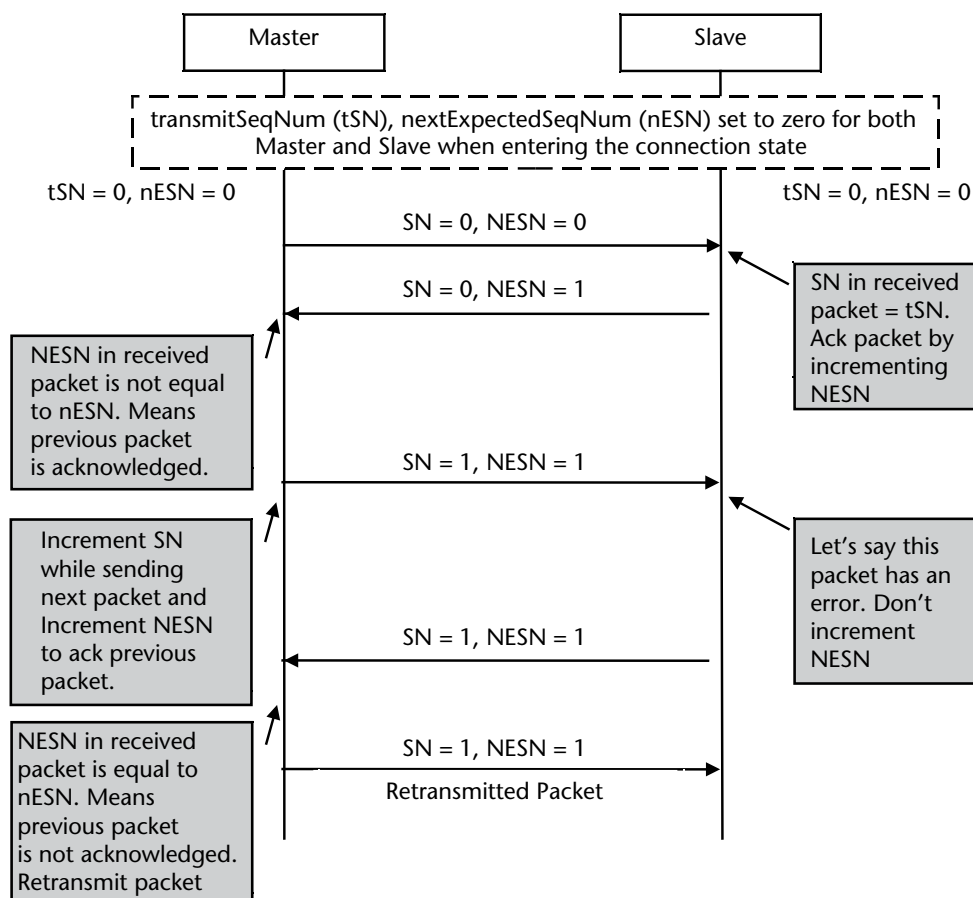 Master
Slave
transmitSeqNum (tSN), nextExpectedSeqNum (nESN) set to zero for both
Master and Slave when entering the connection state
tSN = 0, nESN = 0
tSN = 0, nESN = 0
SN = 0, NESN = 0
SN in received
packet = tSN.
Ack packet by
incrementing
NESN
SN = 0, NESN = 1
NESN in received
packet is not equal
to nESN. Means
previous packet
is acknowledged.
SN = 1, NESN = 1
Increment SN
while sending
next packet and
Increment NESN
to ack previous
packet.
Let's say this
packet has an
error. Don't
increment
NESN
SN = 1, NESN = 1
NESN in received
packet is equal to
nESN. Means
previous packet
is not acknowledged.
Retransmit packet
SN = 1, NESN = 1
Retransmitted Packet